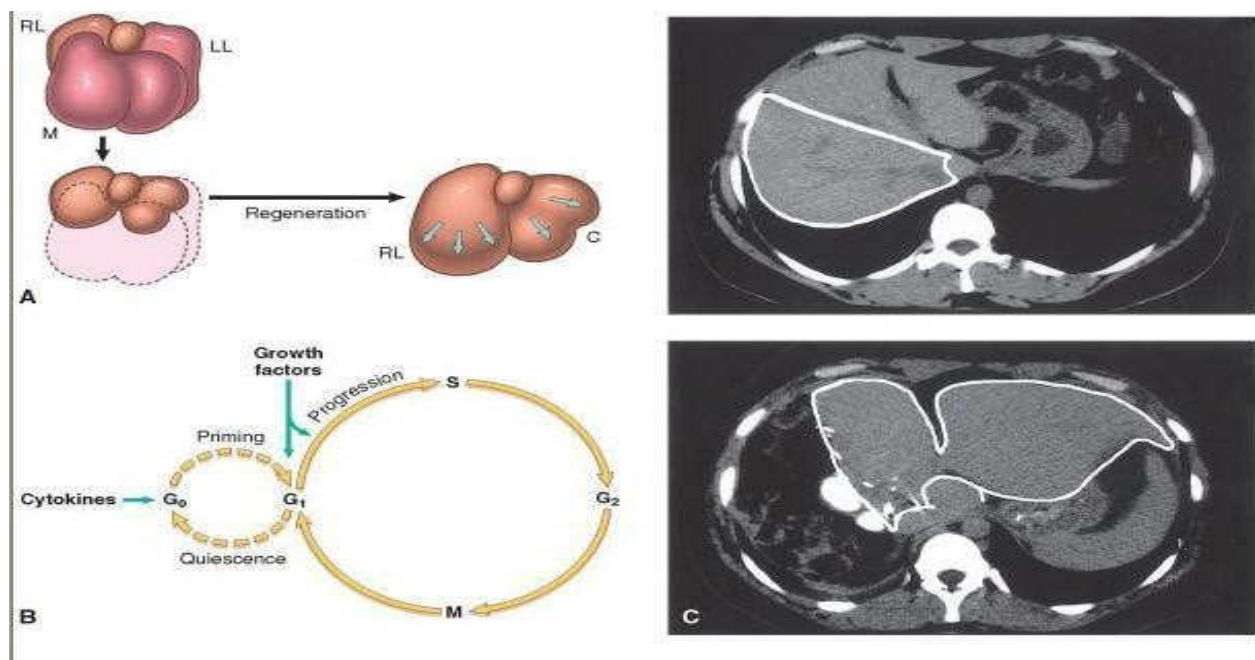 RL
LL
M
Regeneration
RL
C
A
Growth
factors
Progression
S
Priming
Cytokines
G₀
G₁
G₂
Quiescence
M
B
C